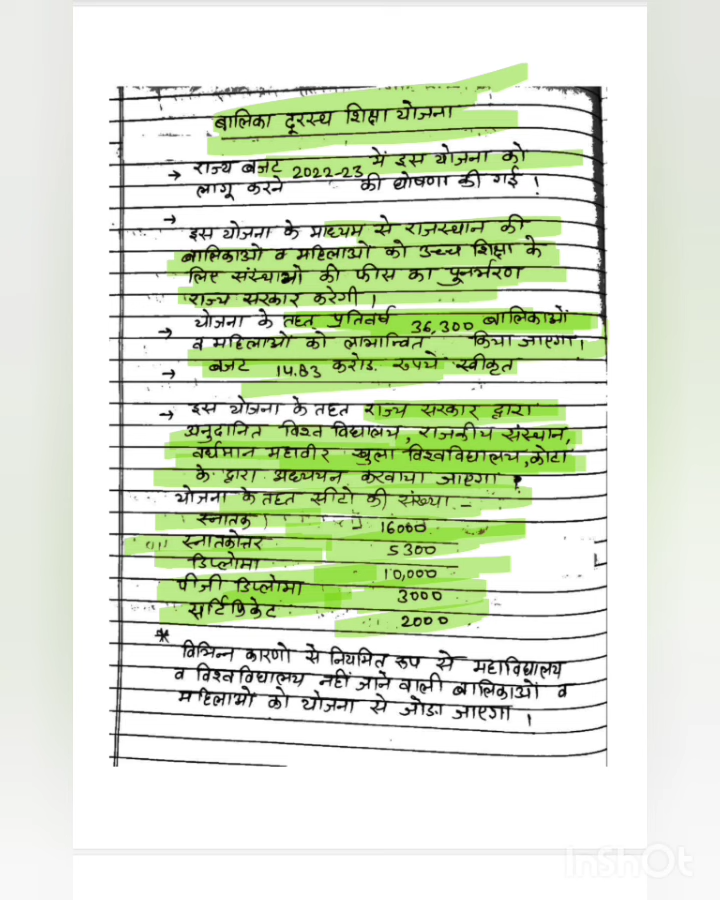 बालिका दूरस्थ शिक्षा योजना
→ राज्य बजट 2022-23 में इस योजना को
लागू करने की घोषणा की गई !
→
इस योजना के माध्यम से राजस्थान की
बालिकाओं व महिलाओं को उच्च शिक्षा के
लिए संस्थाओं की फीस का पुनर्भरण
राज्य सरकार करेगी।
→ योजना के तहत प्रतिवर्ष 36,300 बालिकाओं
व महिलाओं को लाभान्वित किया जाएगा।
→ बजट 14.83 करोड. रुपये स्वीकृत
→ इस योजना के तहत राज्य सरकार द्वारा
अनुदानित विश्व विद्यालय, राजकीय संस्थान,
वर्धमान महावीर खुला विश्वविद्यालय,कोटा
के द्वारा अध्ययन करवाया जाएगा
योजना के तहत सीटो की संख्या -
स्नातक 16000
स्नातकोत्तर 5300
डिप्लोमा 10,000
पीजी डिप्लोमा 3000
सर्टिफिकेट 2000
* विभिन्न कारणो से नियमित रूप से महाविद्यालय
व विश्वविद्यालय नहीं जाने वाली बालिकाओं व
महिलाओं को योजना से जोडा जाएगा ।
InShOt